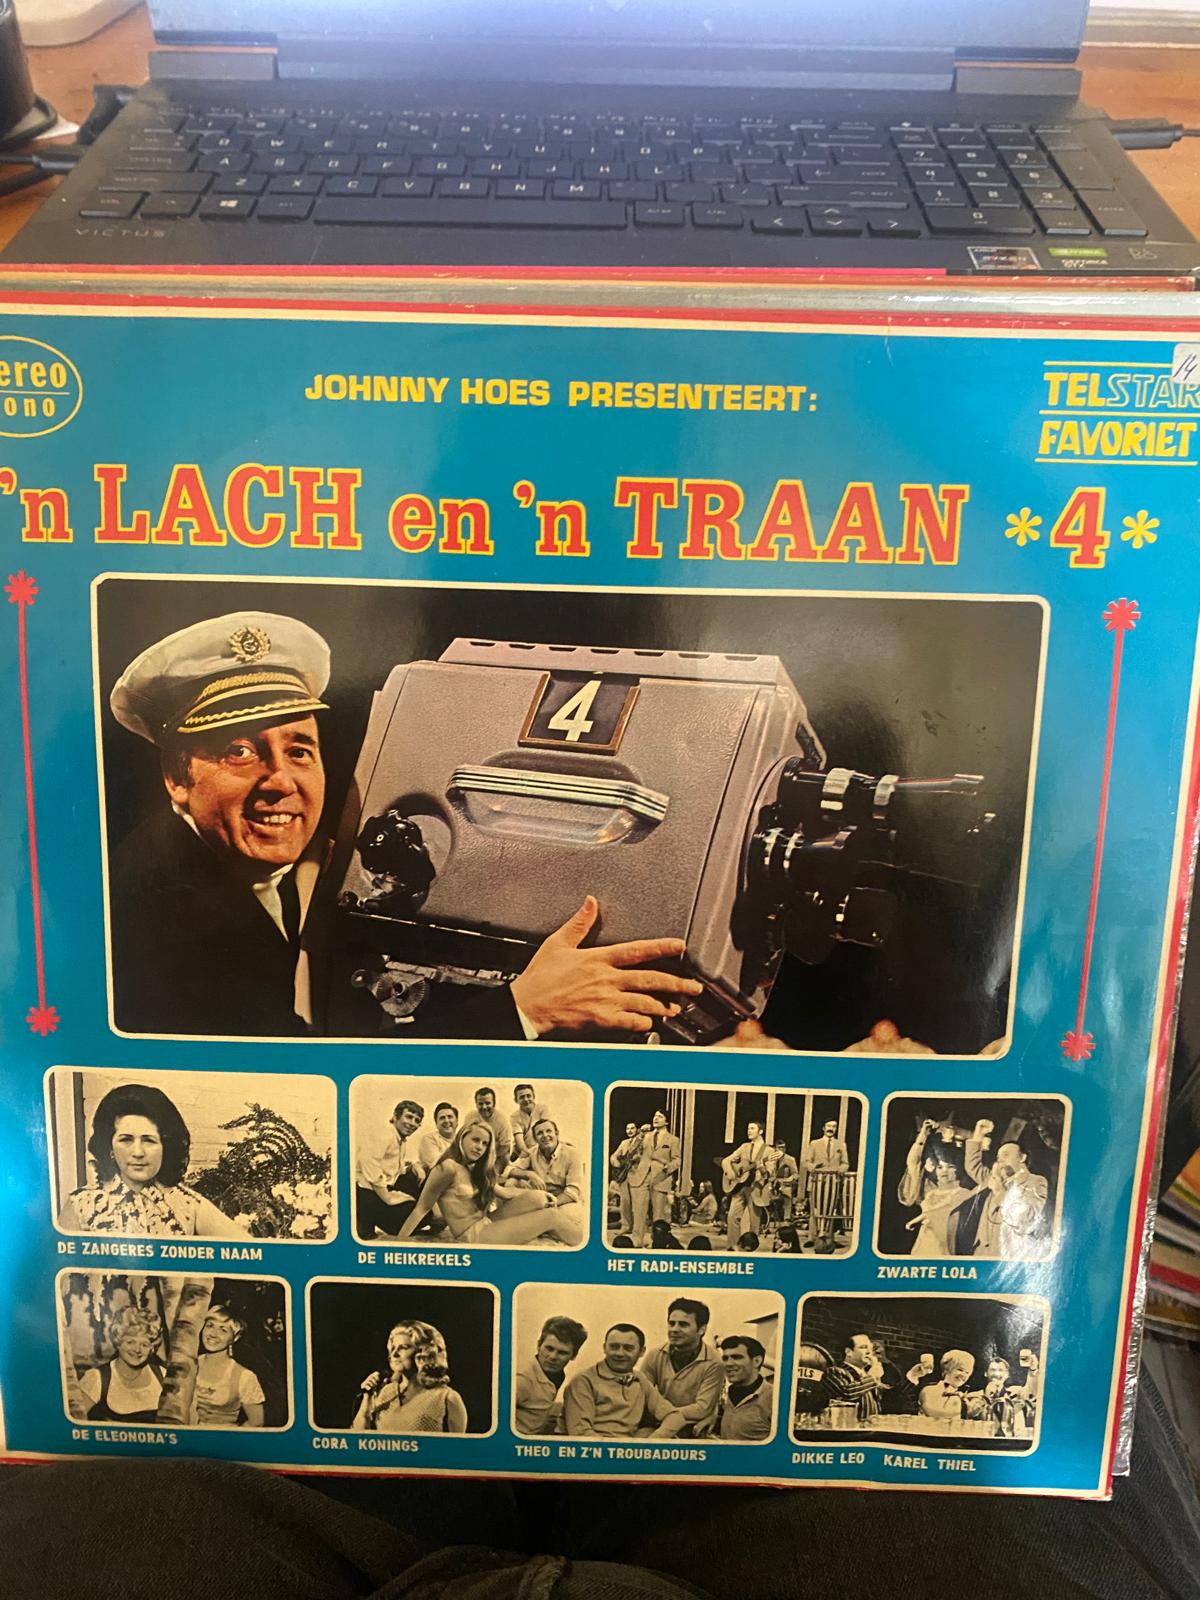 VICTUS
ereo
ono
JOHNNY HOES PRESENTEERT:
TELSTAR
FAVORIET
14
'n LACH en 'n TRAAN *4*
4
DE ZANGERES ZONDER NAAM
DE HEIKREKELS
HET RADI-ENSEMBLE
ZWARTE LOLA
DE ELEONORA'S
CORA KONINGS
THEO EN Z'N TROUBADOURS
DIKKE LEO KAREL THIEL